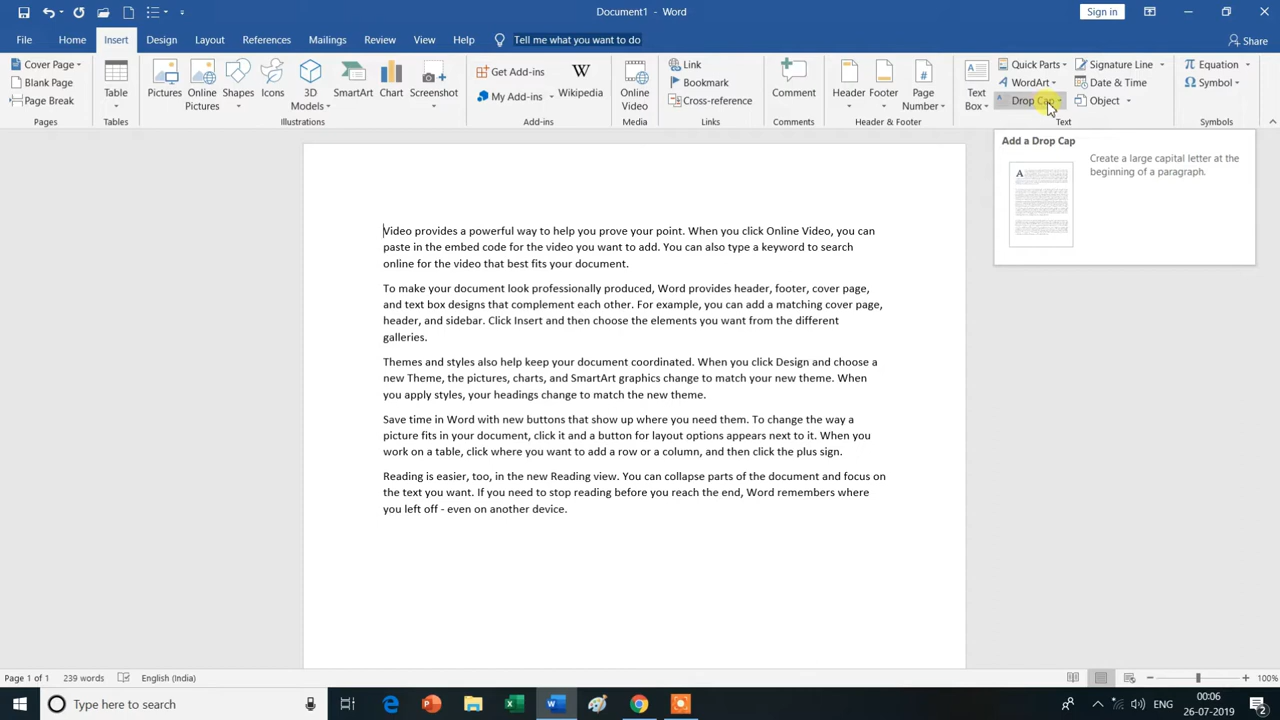 Document1 - Word
Sign in
File Home Insert Design Layout References Mailings Review View Help Tell me what you want to do Share
Cover Page
Blank Page
Page Break
Pages
Table
Tables
Pictures
Online
Pictures
Shapes
Icons
3D
Models
SmartArt
Chart
Screenshot
Illustrations
Get Add-ins
My Add-ins
Wikipedia
Add-ins
Online
Video
Media
Link
Bookmark
Cross-reference
Links
Comment
Comments
Header
Footer
Page
Number
Header & Footer
Text
Box
Quick Parts
WordArt
Drop Cap
Signature Line
Date & Time
Object
Text
Equation
Symbol
Symbols
Add a Drop Cap
Create a large capital letter at the
beginning of a paragraph.
Video provides a powerful way to help you prove your point. When you click Online Video, you can
paste in the embed code for the video you want to add. You can also type a keyword to search
online for the video that best fits your document.
To make your document look professionally produced, Word provides header, footer, cover page,
and text box designs that complement each other. For example, you can add a matching cover page,
header, and sidebar. Click Insert and then choose the elements you want from the different
galleries.
Themes and styles also help keep your document coordinated. When you click Design and choose a
new Theme, the pictures, charts, and SmartArt graphics change to match your new theme. When
you apply styles, your headings change to match the new theme.
Save time in Word with new buttons that show up where you need them. To change the way a
picture fits in your document, click it and a button for layout options appears next to it. When you
work on a table, click where you want to add a row or a column, and then click the plus sign.
Reading is easier, too, in the new Reading view. You can collapse parts of the document and focus on
the text you want. If you need to stop reading before you reach the end, Word remembers where
you left off - even on another device.
Page 1 of 1 239 words English (India) 100%
Type here to search
ENG
00:06
26-07-2019